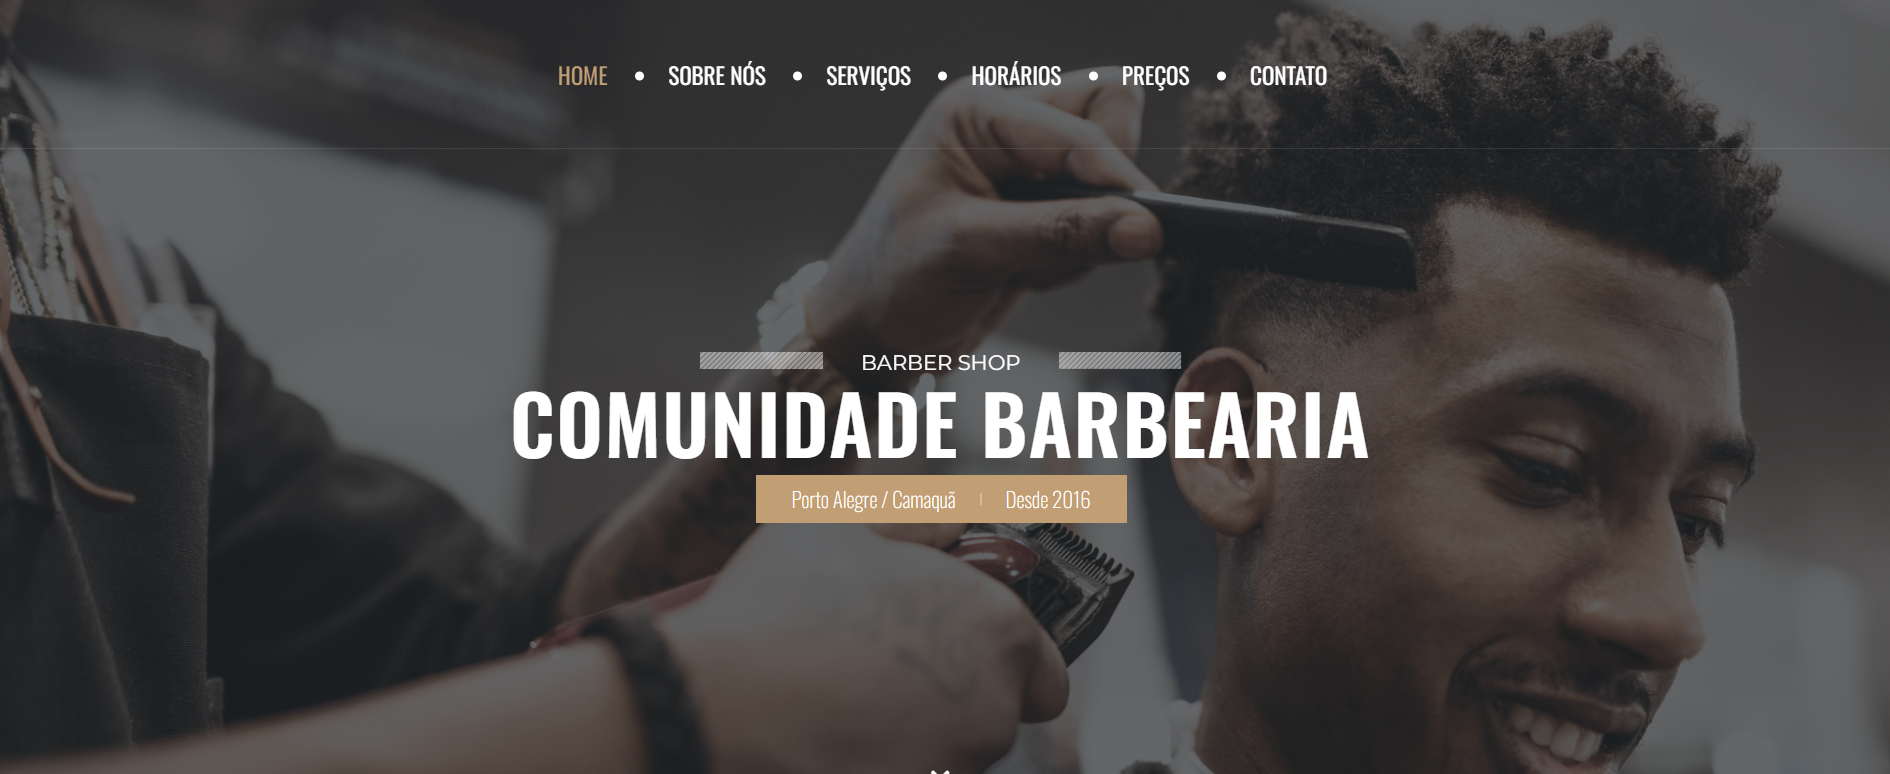 HOME • SOBRE NÓS • SERVIÇOS • HORÁRIOS • PREÇOS • CONTATO
BARBER SHOP
COMUNIDADE BARBEARIA
Porto Alegre / Camaquã | Desde 2016